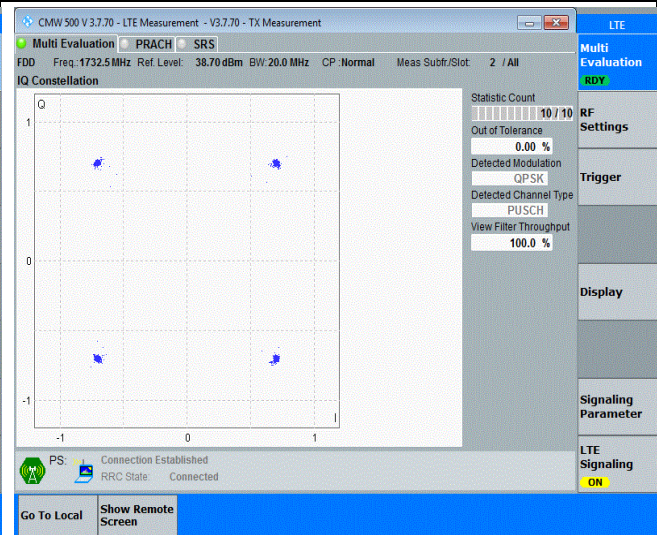 CMW 500 V 3.7.70 - LTE Measurement - V3.7.70 - TX Measurement
LTE
Multi Evaluation PRACH SRS
FDD Freq.: 1732.5 MHz Ref. Level: 38.70 dBm BW: 20.0 MHz CP : Normal Meas Subfr./Slot: 2 / All
IQ Constellation
Q
1
0
-1
-1
0
1
I
Statistic Count
10 / 10
Out of Tolerance
0.00 %
Detected Modulation
QPSK
Detected Channel Type
PUSCH
View Filter Throughput
100.0 %
Multi
Evaluation
RDY
RF
Settings
Trigger
Display
Signaling
Parameter
LTE
Signaling
ON
PS: Connection Established
RRC State: Connected
Go To Local
Show Remote
Screen